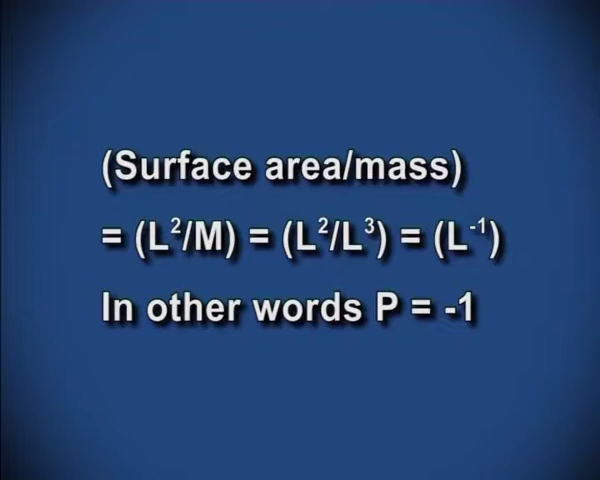 (Surface area/mass)
= (L²/M) = (L²/L³) = (L⁻¹)
In other words P = -1